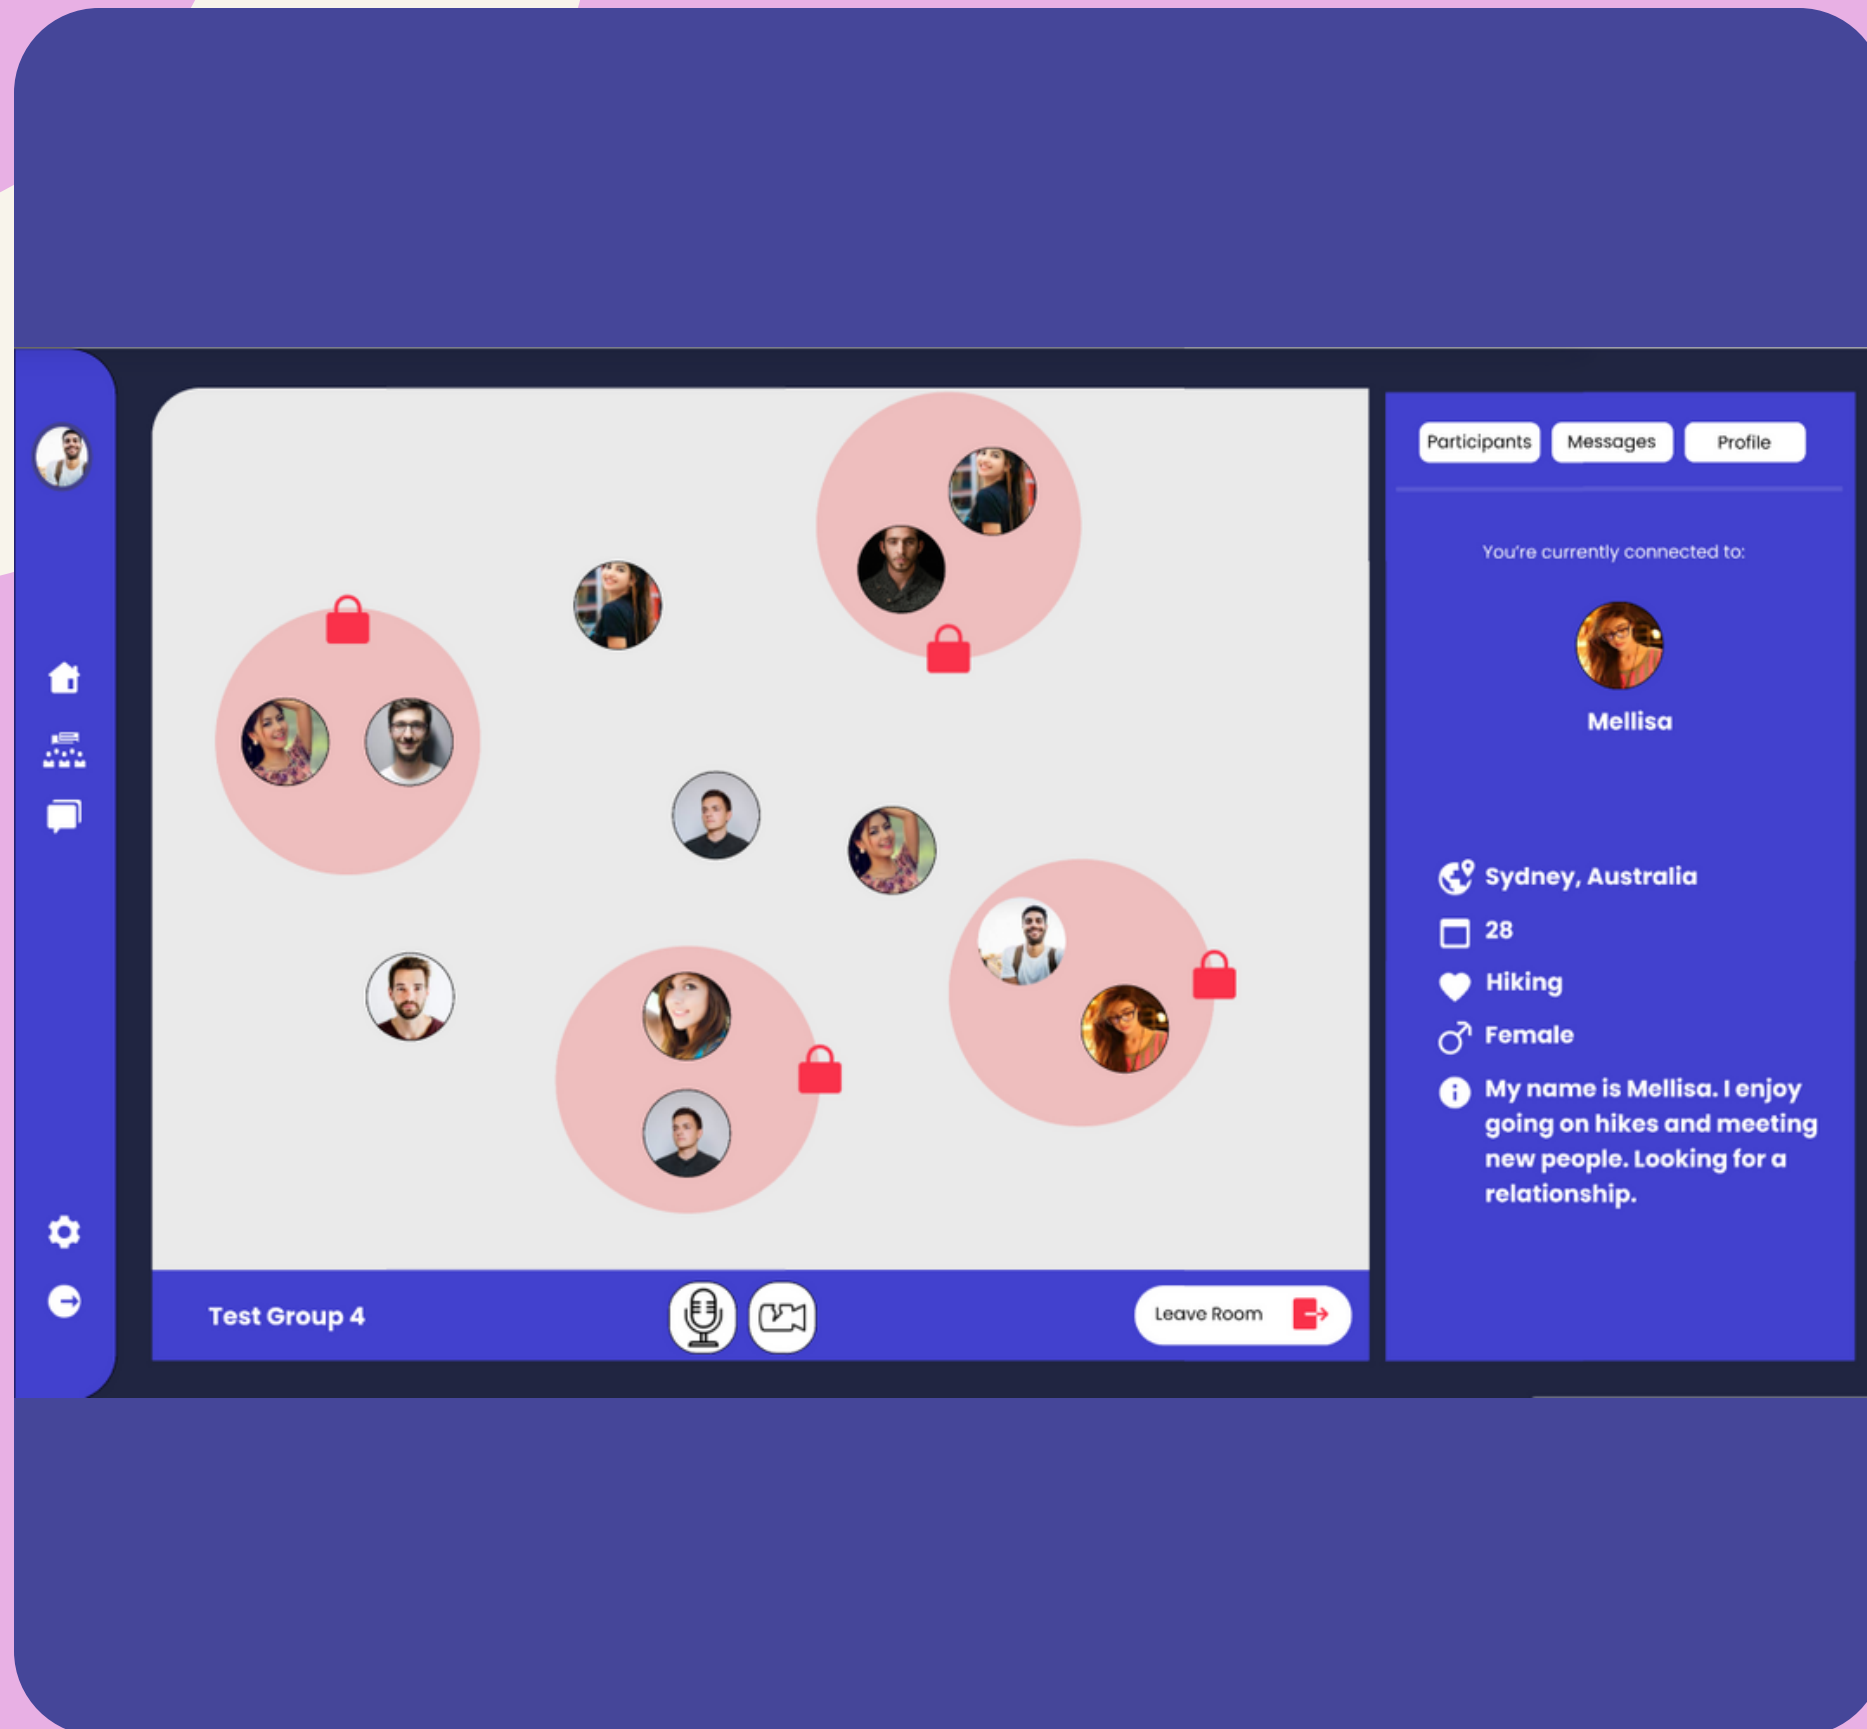 Participants
Messages
Profile
You're currently connected to:
Mellisa
Sydney, Australia
28
Hiking
Female
My name is Mellisa. I enjoy
going on hikes and meeting
new people. Looking for a
relationship.
Test Group 4
Leave Room